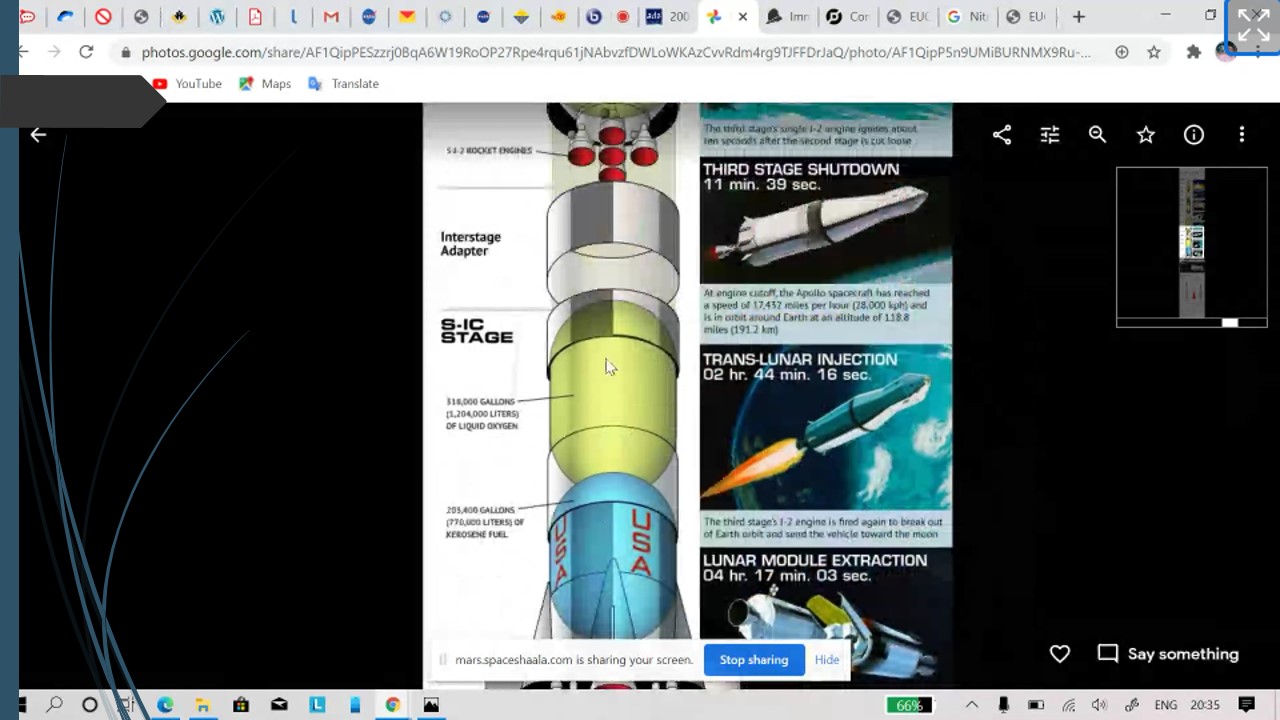 200
Imr
Cor
EUC
Nit
EU
photos.google.com/share/AF1QipPESzzrj0BqA6W19RoOP27Rpe4rqu61jNAbvzfDWLoWKAzCvvRdm4rg9TJFFDrJaQ/photo/AF1QipP5n9UMiBURNMX9Ru-...
YouTube
Maps
Translate
The third stage's single J-2 engine ignites about
ten seconds after the second stage is cut loose
5 J-2 ROCKET ENGINES
THIRD STAGE SHUTDOWN
11 min. 39 sec.
Interstage
Adapter
At engine cutoff, the Apollo spacecraft has reached
a speed of 17,432 miles per hour (28,000 kph) and
is in orbit around Earth at an altitude of 118.8
miles (191.2 km)
S-IC
STAGE
TRANS-LUNAR INJECTION
02 hr. 44 min. 16 sec.
318,000 GALLONS
(1,204,000 LITERS)
OF LIQUID OXYGEN
203,400 GALLONS
(770,000 LITERS) OF
KEROSENE FUEL
USA
USA
The third stage's J-2 engine is fired again to break out
of Earth orbit and send the vehicle toward the moon
LUNAR MODULE EXTRACTION
04 hr. 17 min. 03 sec.
mars.spaceshaala.com is sharing your screen.
Stop sharing
Hide
Say something
66%
ENG
20:35